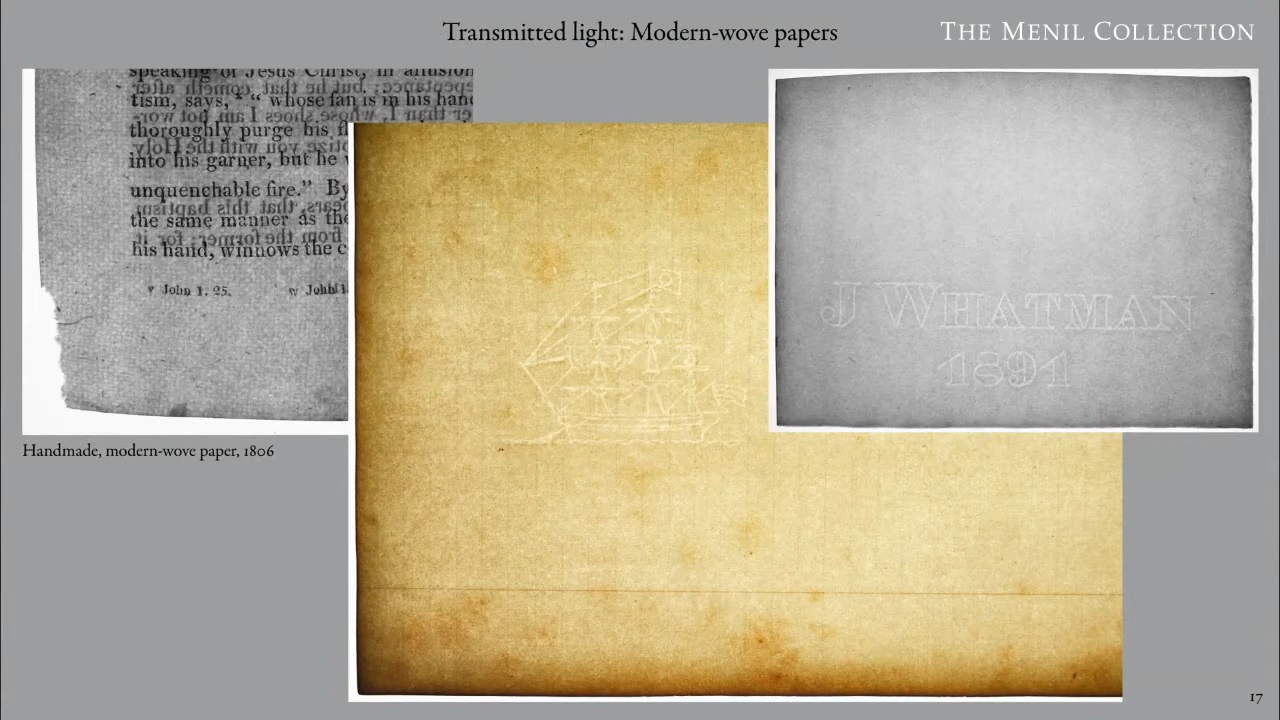 Transmitted light: Modern-wove papers
THE MENIL COLLECTION
speaking of Jesus Christ, in allusion
tism, says, * “ whose fan is in his hand
thoroughly purge his fl
into his garner, but he
unquenchable fire.” By
the same manner as the
his hand, winnows the c
v John 1. 25.
w John
J WHATMAN
1891
Handmade, modern-wove paper, 1806
17